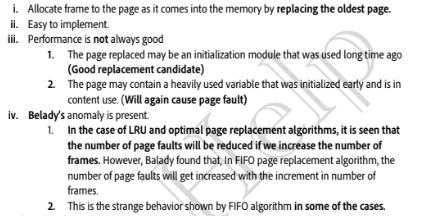 i. Allocate frame to the page as it comes into the memory by replacing the oldest page.
ii. Easy to implement.
iii. Performance is not always good
1. The page replaced may be an initialization module that was used long time ago
(Good replacement candidate)
2. The page may contain a heavily used variable that was initialized early and is in
content use. (Will again cause page fault)
iv. Belady's anomaly is present.
1. In the case of LRU and optimal page replacement algorithms, it is seen that
the number of page faults will be reduced if we increase the number of
frames. However, Balady found that, In FIFO page replacement algorithm, the
number of page faults will get increased with the increment in number of
frames.
2. This is the strange behavior shown by FIFO algorithm in some of the cases.
Help